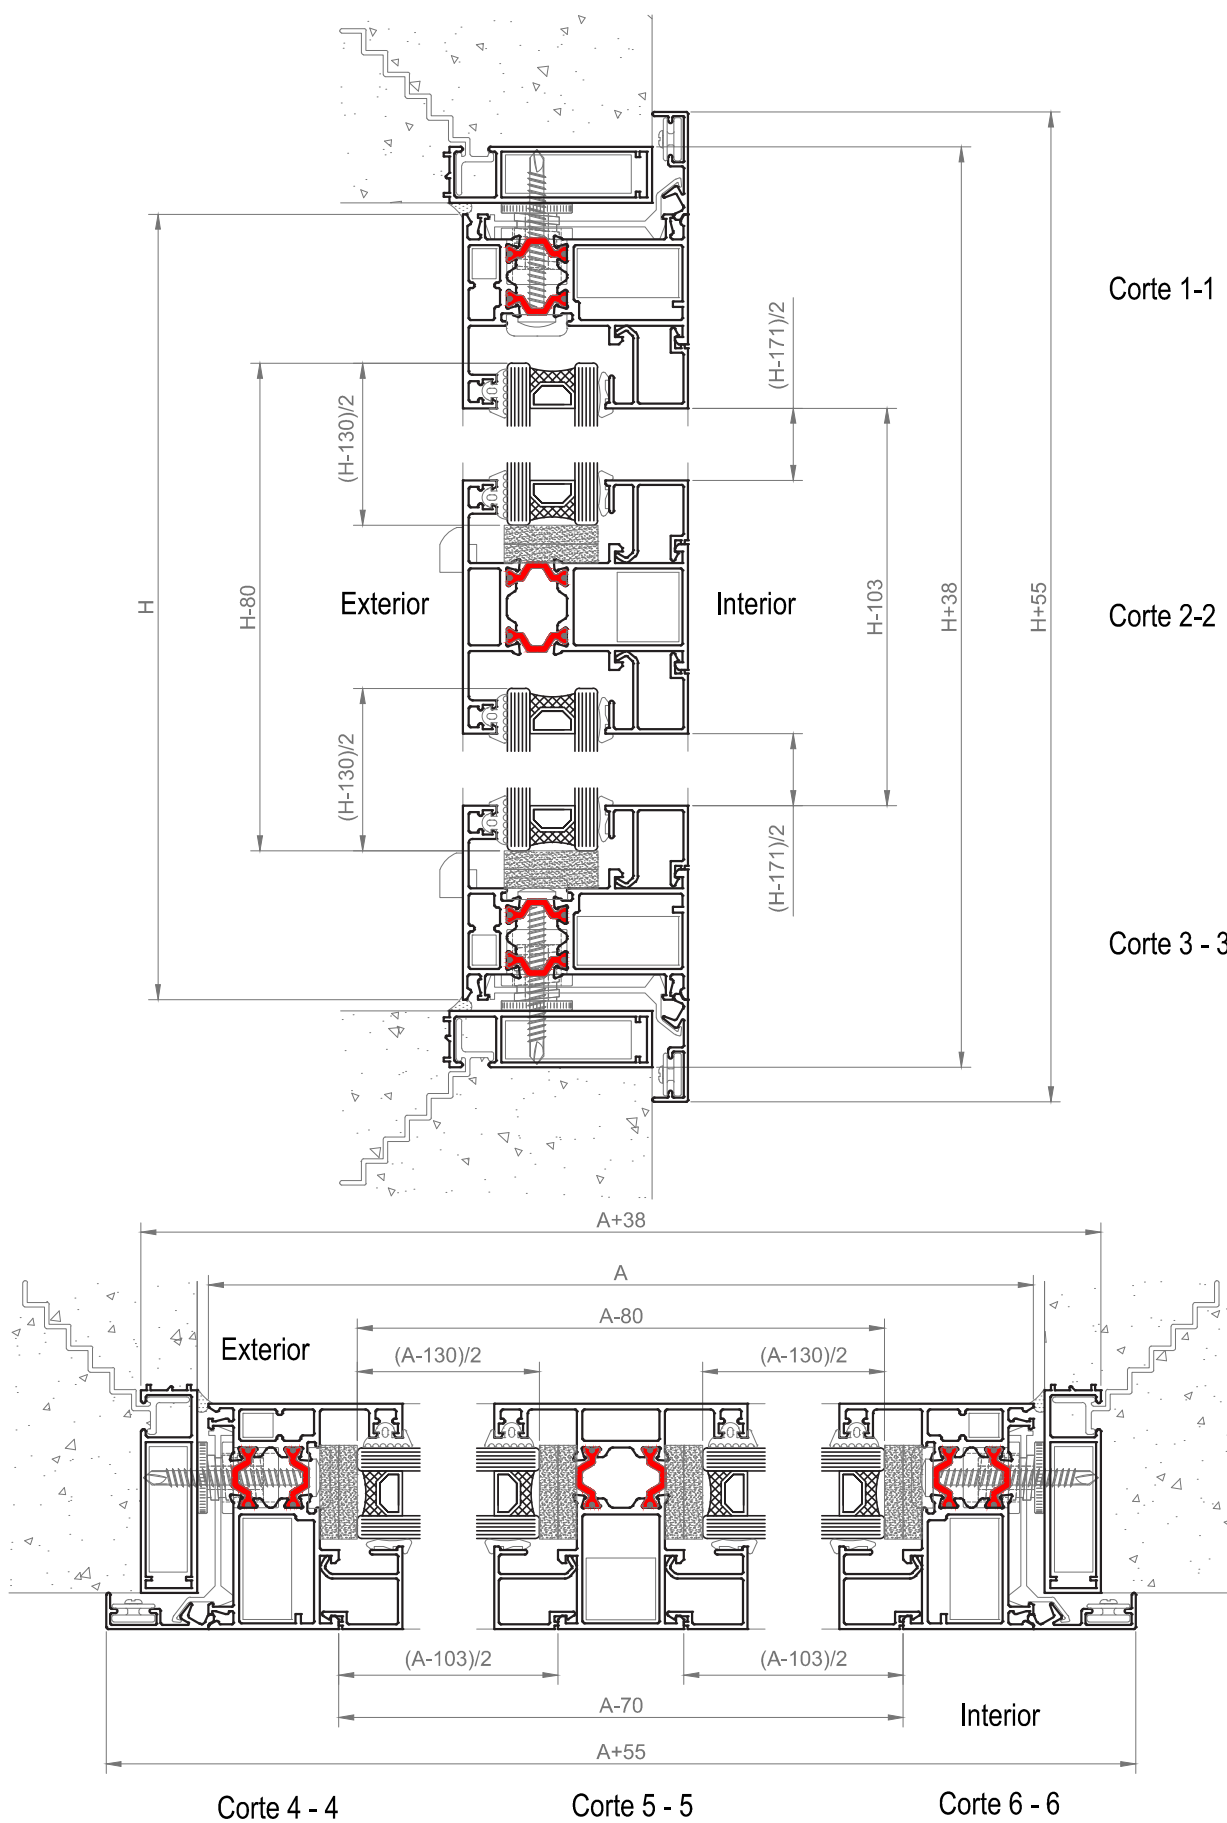 Corte 1-1
(H-171)/2
(H-130)/2
H
H-80
Exterior
Interior
H-103
H+38
H+55
Corte 2-2
(H-130)/2
(H-171)/2
Corte 3 - 3
A+38
A
A-80
Exterior
(A-130)/2
(A-130)/2
(A-103)/2
(A-103)/2
A-70
Interior
A+55
Corte 4 - 4
Corte 5 - 5
Corte 6 - 6